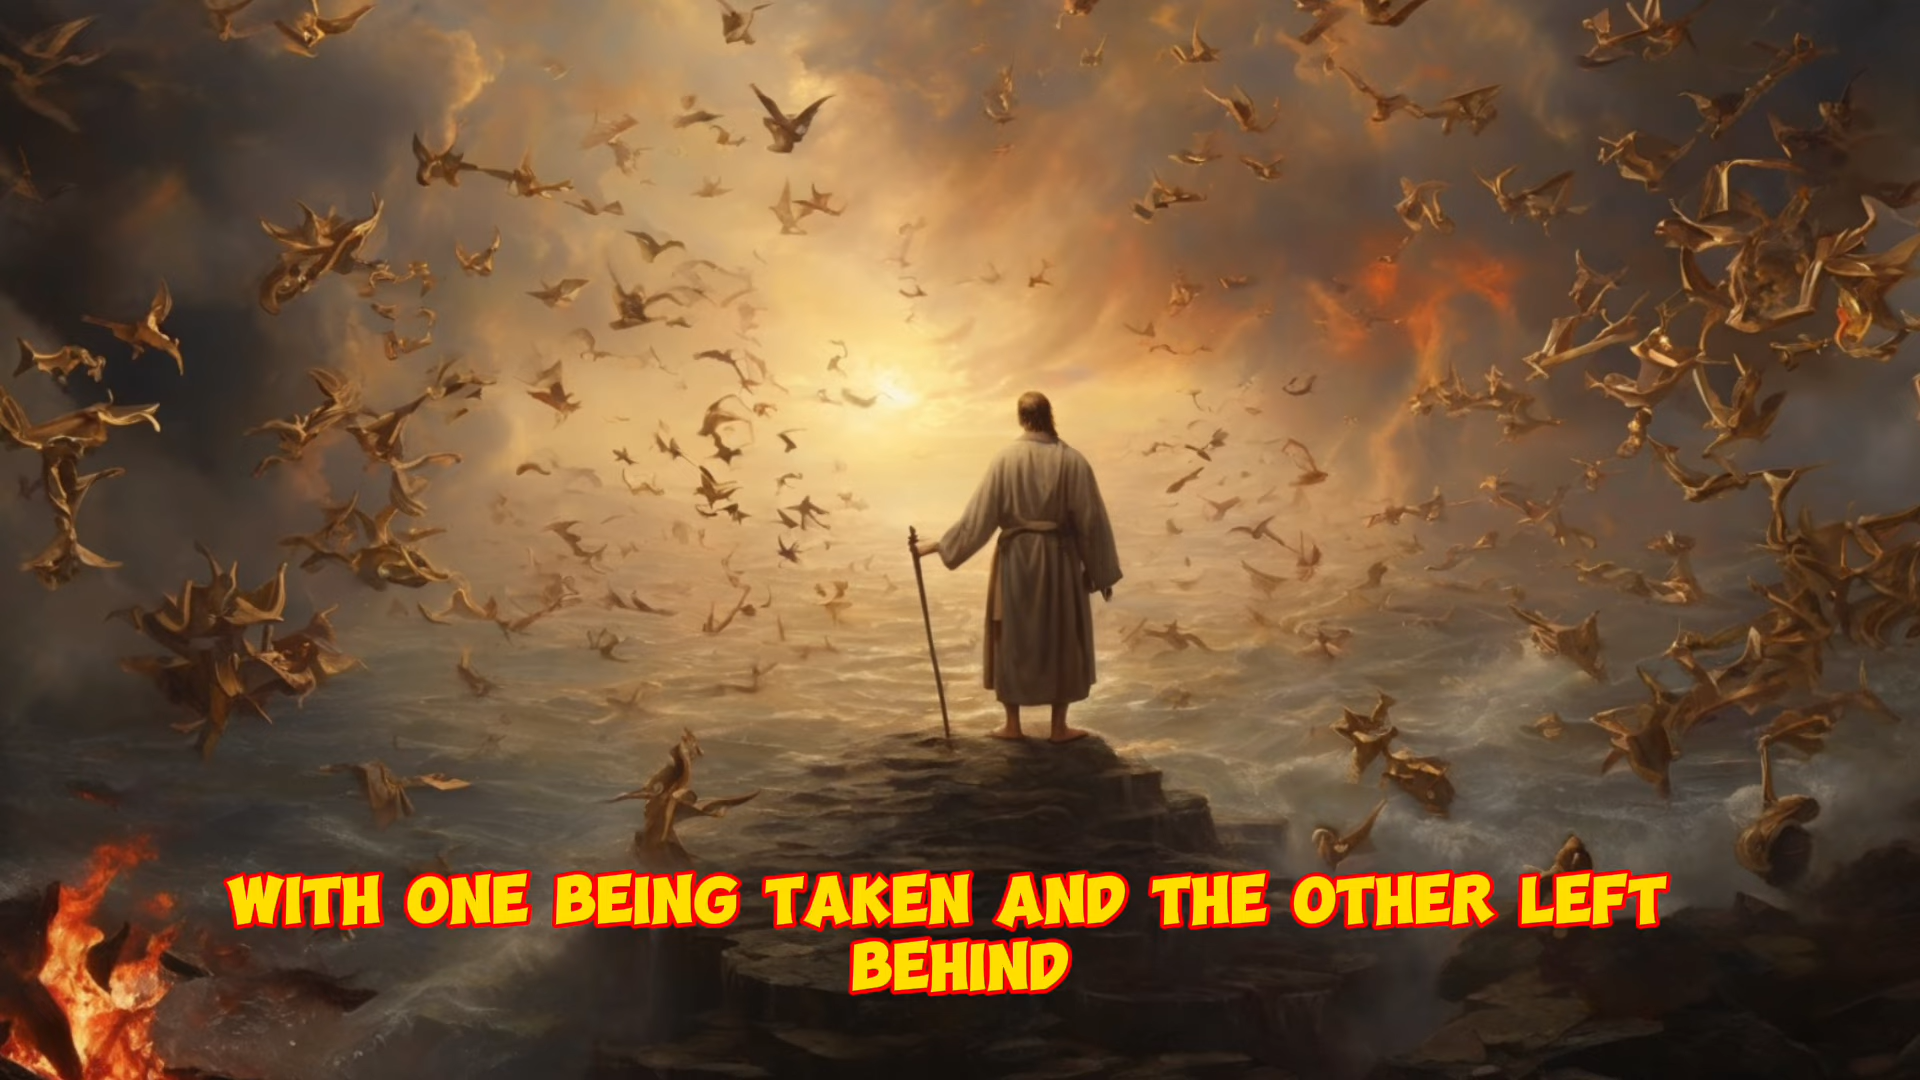 WITH ONE BEING TAKEN AND THE OTHER LEFT
BEHIND